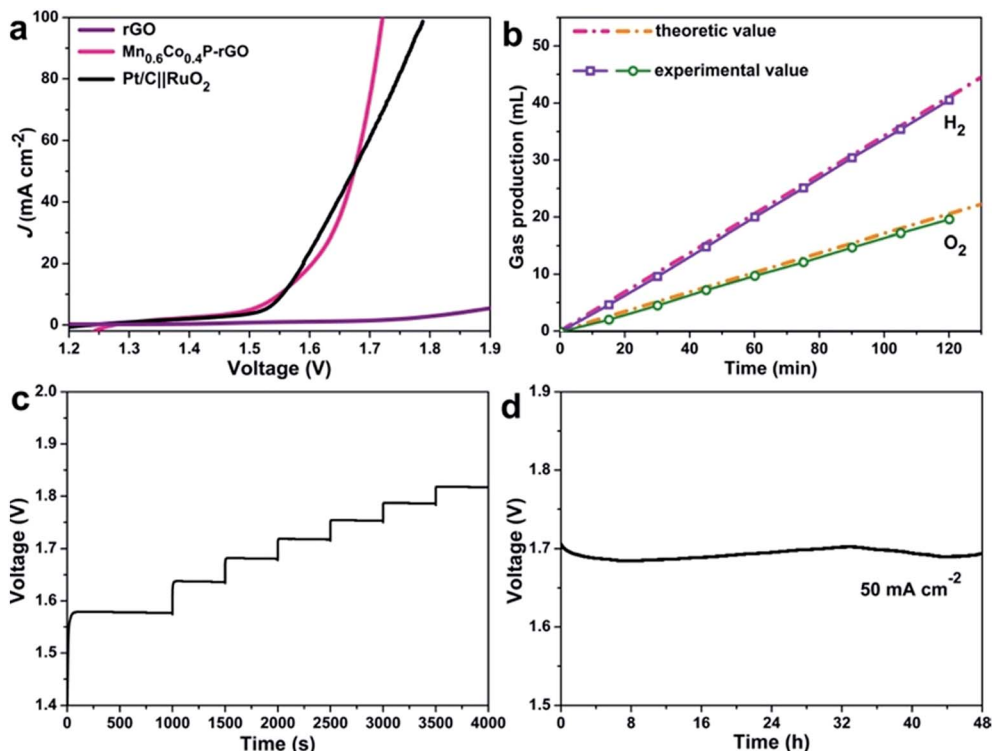 a
rGO
Mn0.6Co0.4P-rGO
Pt/C||RuO2
J (mA cm-2)
100
80
60
40
20
0
1.2 1.3 1.4 1.5 1.6 1.7 1.8 1.9
Voltage (V)
b
theoretic value
experimental value
H2
O2
Gas production (mL)
50
40
30
20
10
0
0 20 40 60 80 100 120
Time (min)
c
Voltage (V)
2.0
1.9
1.8
1.7
1.6
1.5
1.4
0 500 1000 1500 2000 2500 3000 3500 4000
Time (s)
d
Voltage (V)
1.9
1.8
1.7
1.6
1.5
50 mA cm-2
0 8 16 24 32 40 48
Time (h)